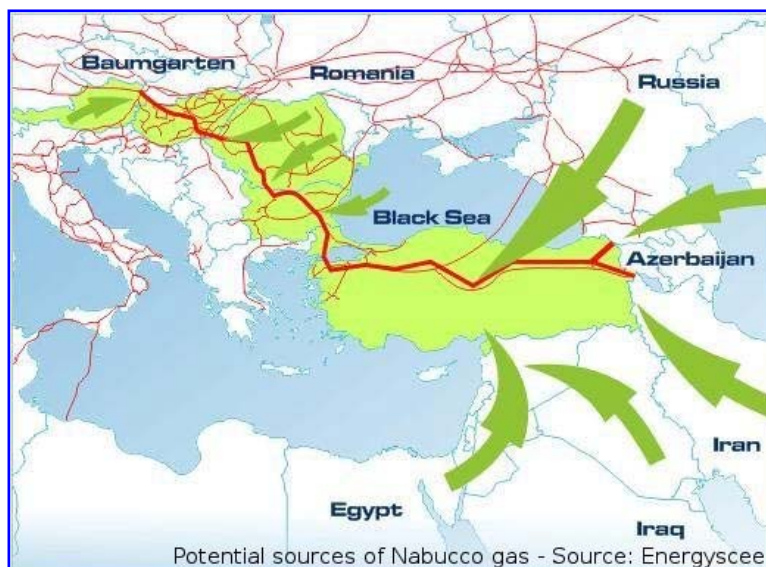 Baumgarten
Romania
Russia
Black Sea
Azerbaijan
Iran
Egypt
Iraq
Potential sources of Nabucco gas - Source: Energyscee